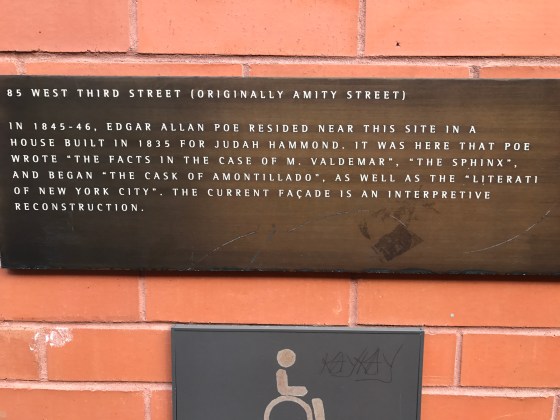 85 WEST THIRD STREET (ORIGINALLY AMITY STREET)
IN 1845-46, EDGAR ALLAN POE RESIDED NEAR THIS SITE IN A
HOUSE BUILT IN 1835 FOR JUDAH HAMMOND. IT WAS HERE THAT POE
WROTE "THE FACTS IN THE CASE OF M. VALDEMAR", "THE SPHINX",
AND BEGAN "THE CASK OF AMONTILLADO", AS WELL AS THE "LITERATI
OF NEW YORK CITY". THE CURRENT FAÇADE IS AN INTERPRETIVE
RECONSTRUCTION.